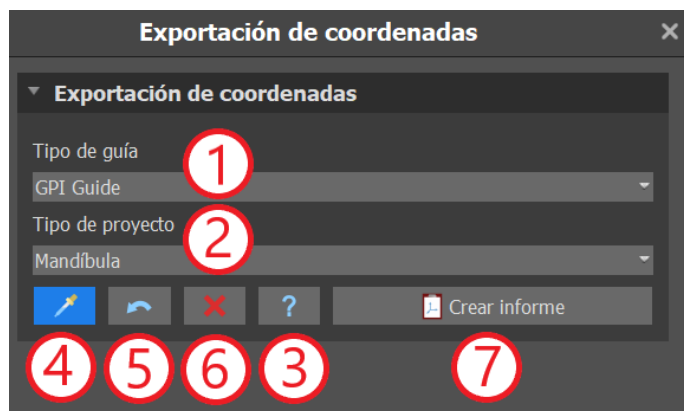 Exportación de coordenadas
Exportación de coordenadas
Tipo de guía
1
GPI Guide
Tipo de proyecto
2
Mandíbula
? Crear informe
4 5 6 3 7